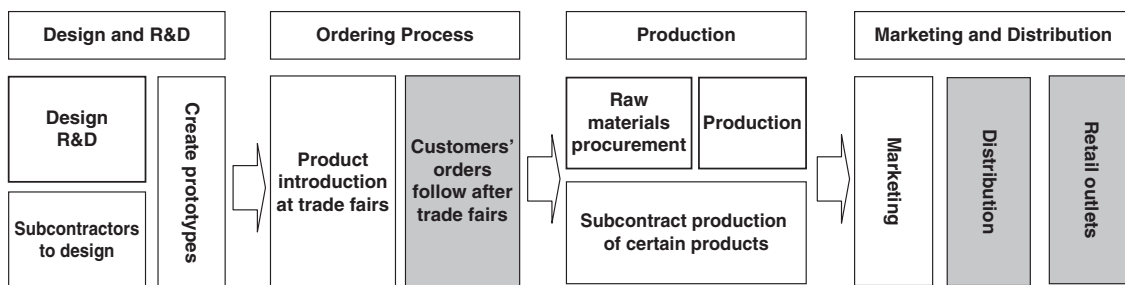 Design and R&D
Ordering Process
Production
Marketing and Distribution
Design
R&D
Subcontractors
to design
Create prototypes
Product
introduction
at trade fairs
Customers’
orders
follow after
trade fairs
Raw
materials
procurement
Production
Subcontract production
of certain products
Marketing
Distribution
Retail outlets